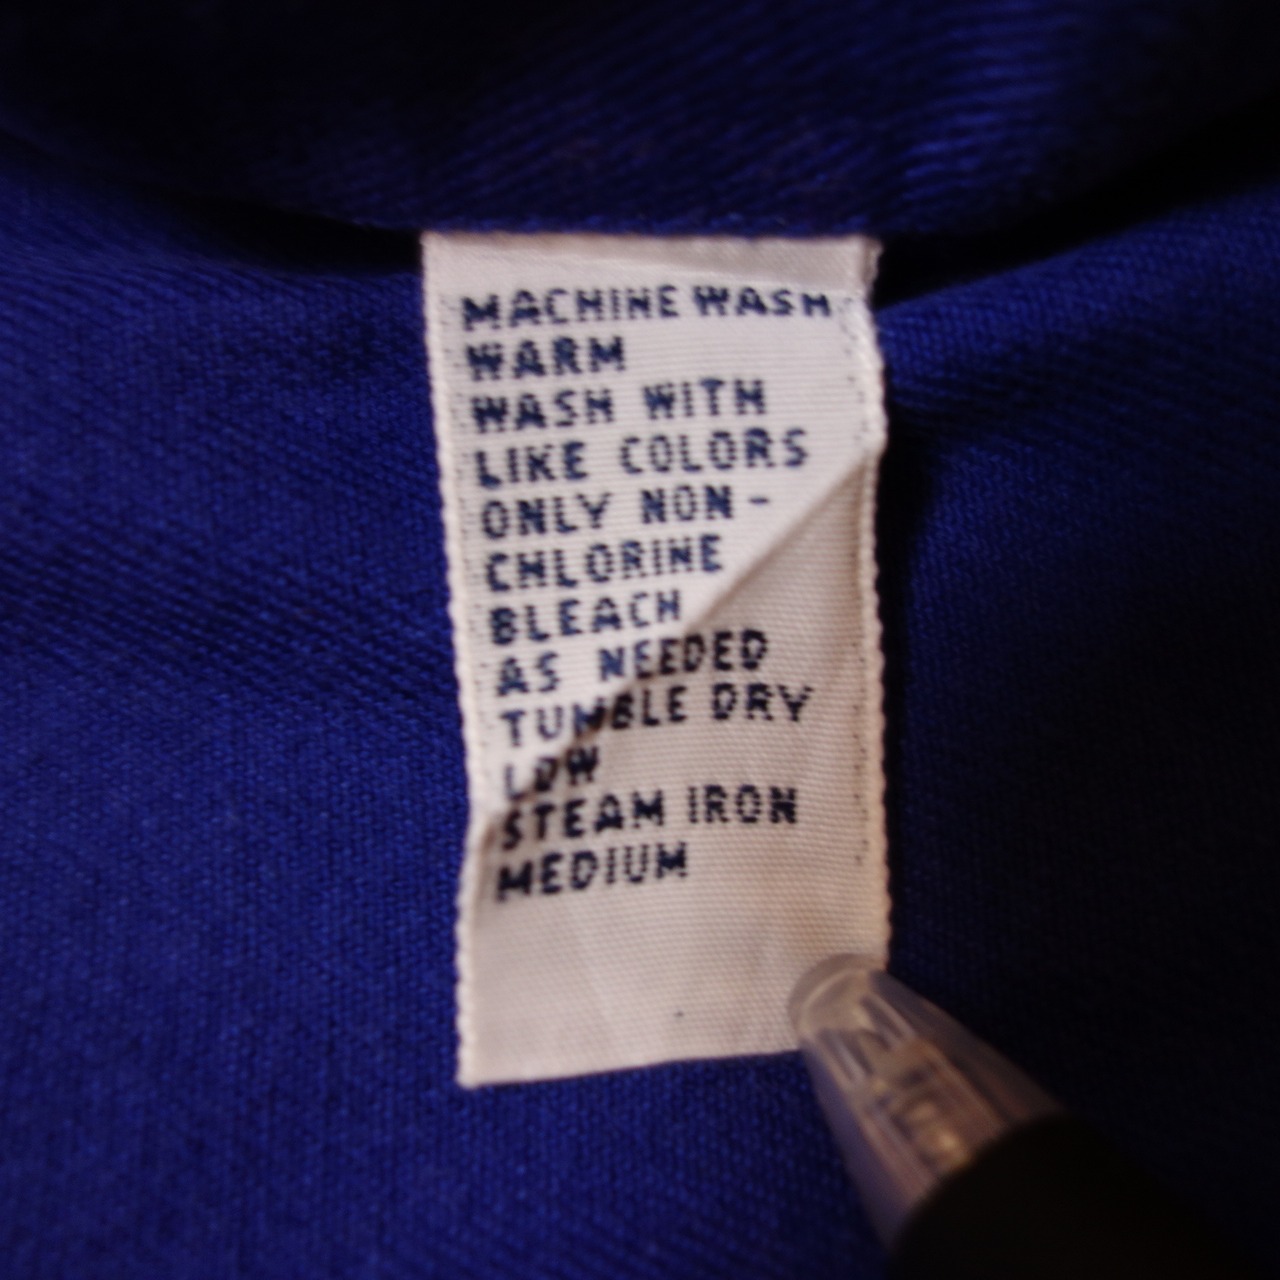 MACHINE WASH
WARM
WASH WITH
LIKE COLORS
ONLY NON-
CHLORINE
BLEACH
AS NEEDED
TUMBLE DRY
LOW
STEAM IRON
MEDIUM